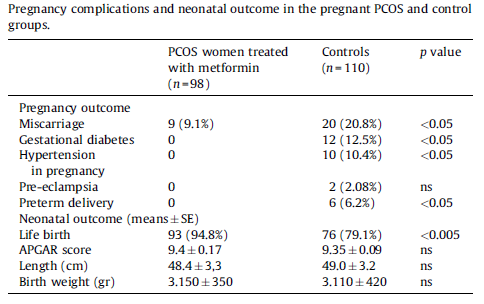 Pregnancy complications and neonatal outcome in the pregnant PCOS and control
groups.
PCOS women treated with metformin (n=98) Controls (n=110) p value
Pregnancy outcome
Miscarriage 9 (9.1%) 20 (20.8%) <0.05
Gestational diabetes 0 12 (12.5%) <0.05
Hypertension in pregnancy 0 10 (10.4%) <0.05
Pre-eclampsia 0 2 (2.08%) ns
Preterm delivery 0 6 (6.2%) <0.05
Neonatal outcome (means ± SE)
Life birth 93 (94.8%) 76 (79.1%) <0.005
APGAR score 9.4 ± 0.17 9.35 ± 0.09 ns
Length (cm) 48.4 ± 3,3 49.0 ± 3.2 ns
Birth weight (gr) 3.150 ± 350 3.110 ± 420 ns